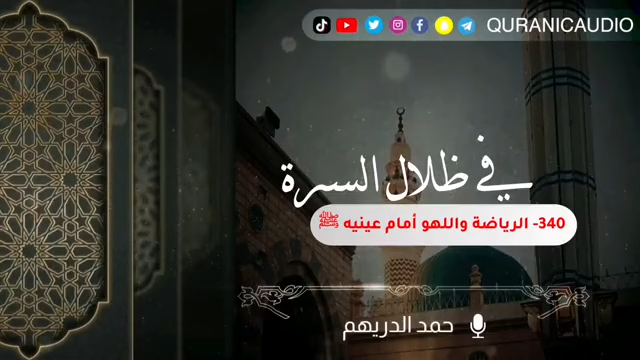 QURANICAUDIO
في ظلال السيرة
340- الرياضة واللهو أمام عينيه ﷺ
حمد الدريهم